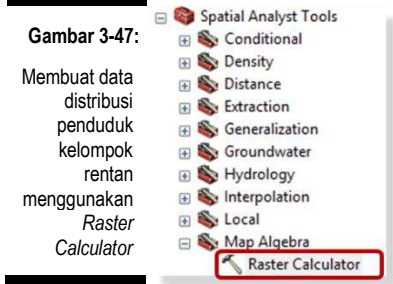 Gambar 3-47:
Membuat data
distribusi
penduduk
kelompok
rentan
menggunakan
Raster
Calculator
Spatial Analyst Tools
Conditional
Density
Distance
Extraction
Generalization
Groundwater
Hydrology
Interpolation
Local
Map Algebra
Raster Calculator